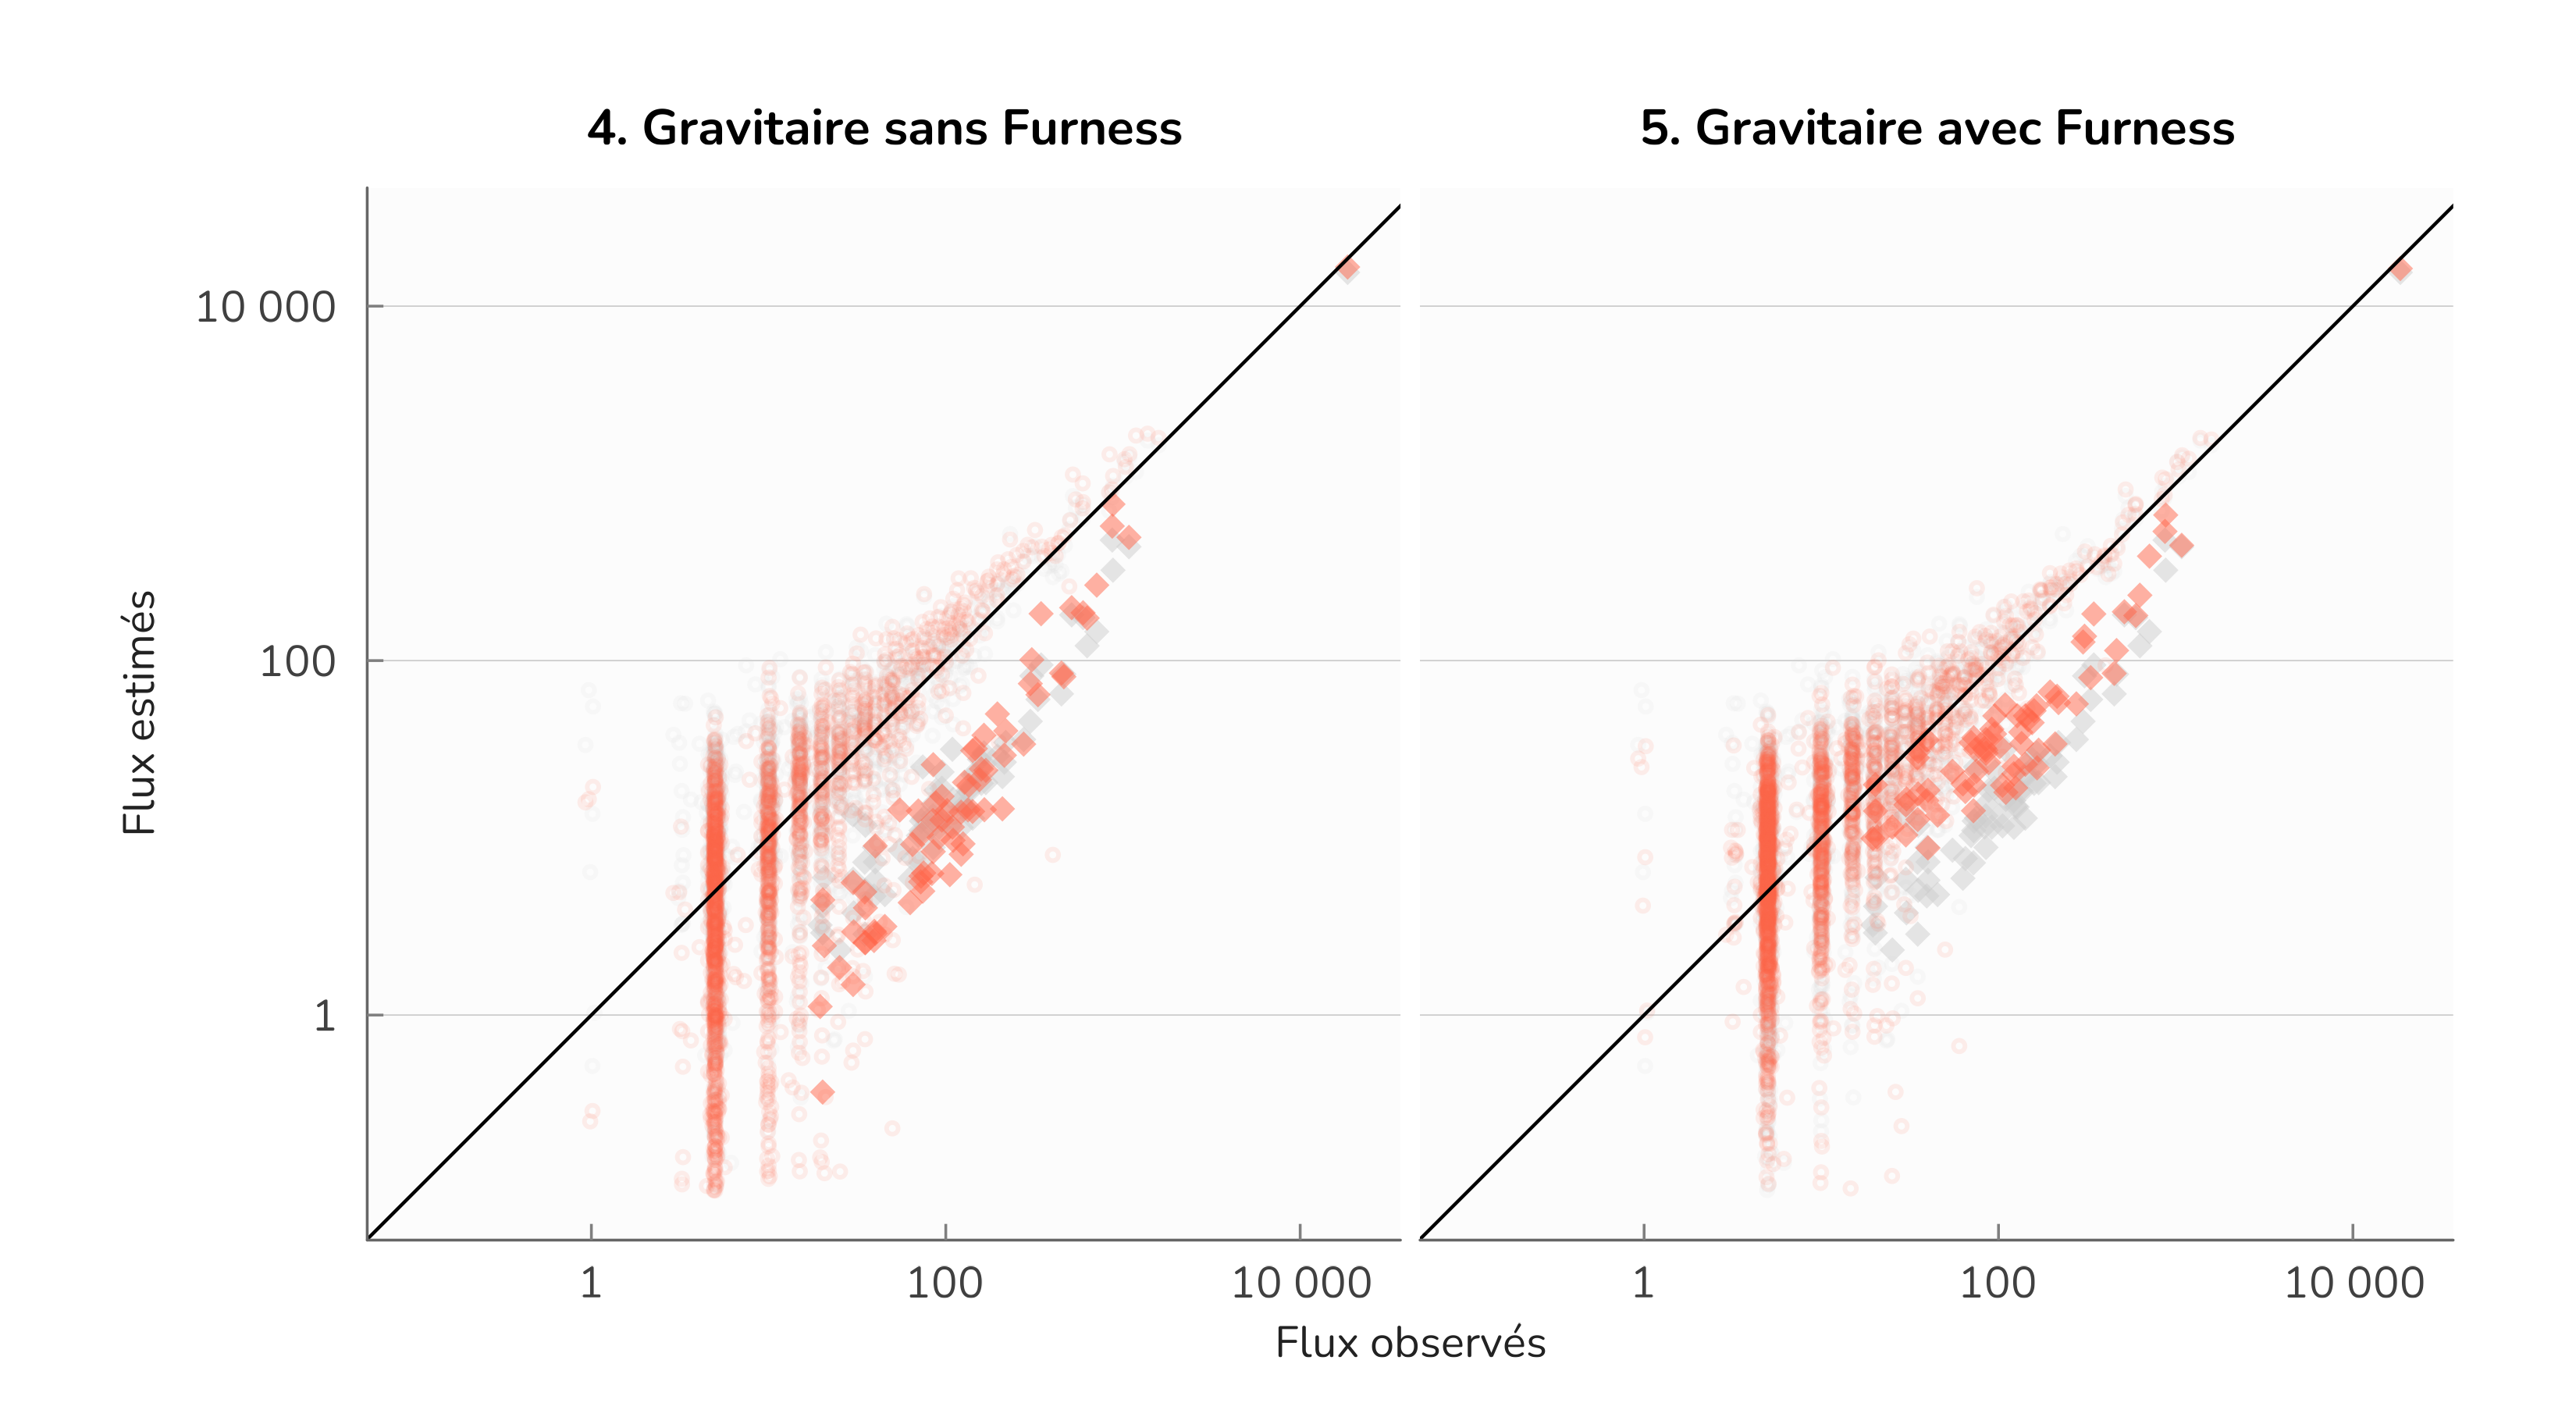 4. Gravitaire sans Furness
5. Gravitaire avec Furness
Flux estimés
10 000
100
1
1
100
10 000
1
100
10 000
Flux observés